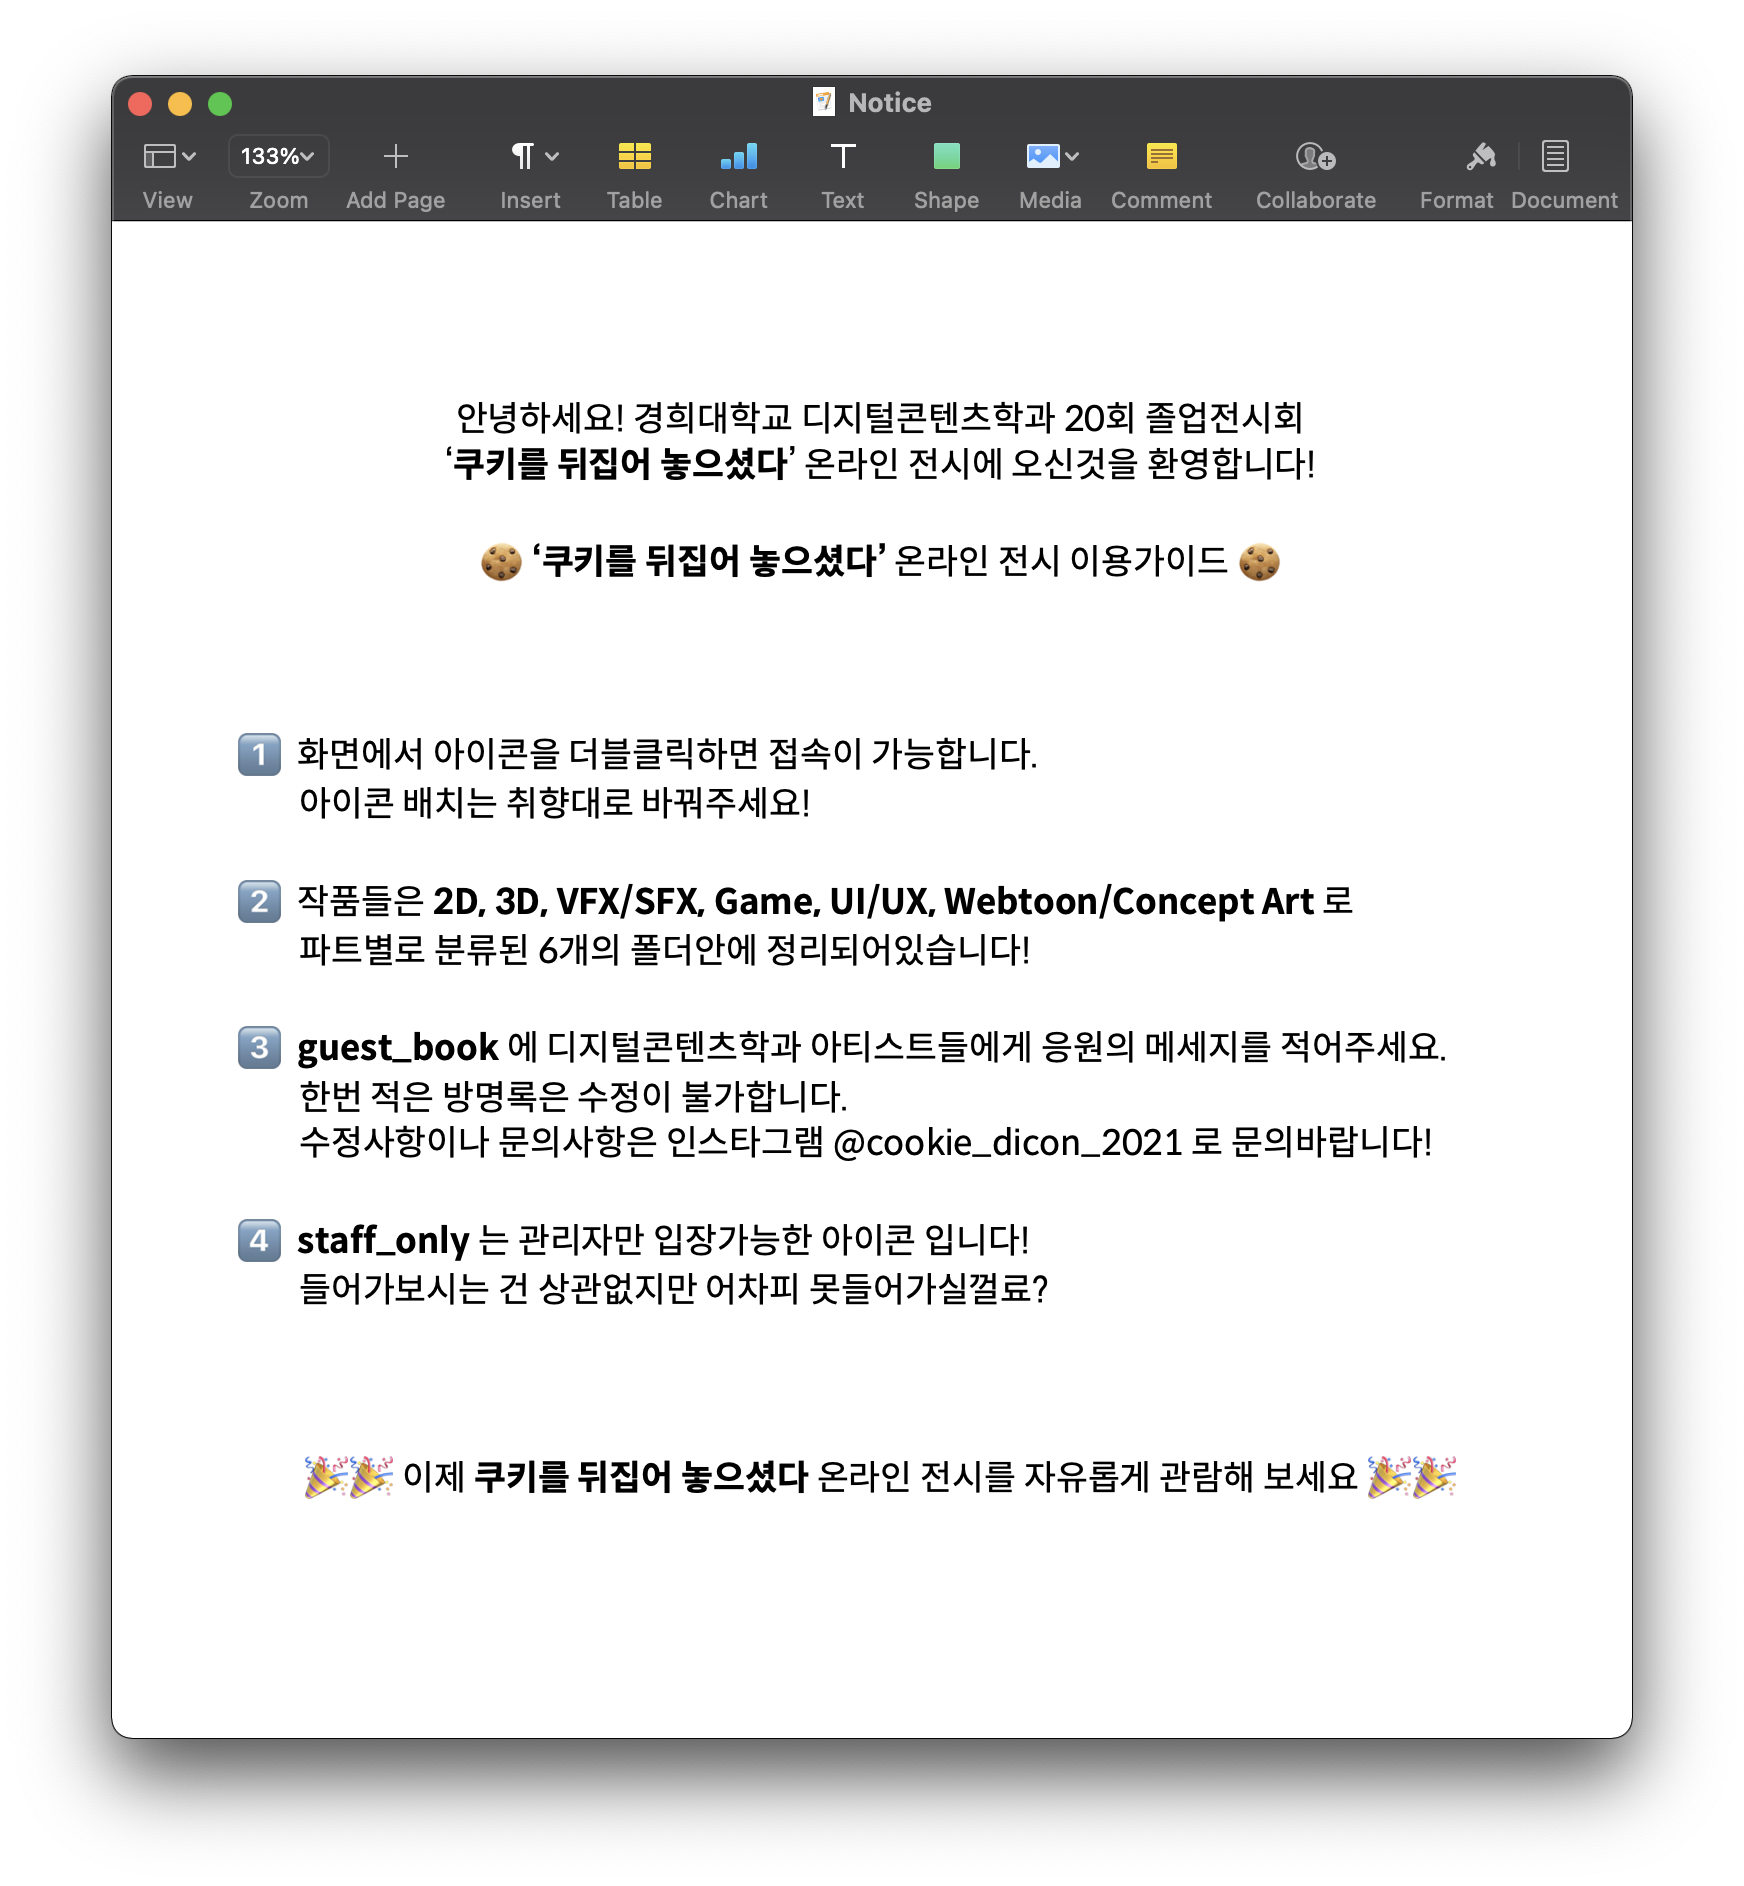 Notice
133%
View Zoom Add Page Insert Table Chart Text Shape Media Comment Collaborate Format Document
안녕하세요! 경희대학교 디지털콘텐츠학과 20회 졸업전시회
‘쿠키를 뒤집어 놓으셨다’ 온라인 전시에 오신것을 환영합니다!
🍪 ‘쿠키를 뒤집어 놓으셨다’ 온라인 전시 이용가이드 🍪
1️⃣ 화면에서 아이콘을 더블클릭하면 접속이 가능합니다.
아이콘 배치는 취향대로 바꿔주세요!
2️⃣ 작품들은 2D, 3D, VFX/SFX, Game, UI/UX, Webtoon/Concept Art 로
파트별로 분류된 6개의 폴더안에 정리되어있습니다!
3️⃣ guest_book 에 디지털콘텐츠학과 아티스트들에게 응원의 메세지를 적어주세요.
한번 적은 방명록은 수정이 불가합니다.
수정사항이나 문의사항은 인스타그램 @cookie_dicon_2021 로 문의바랍니다!
4️⃣ staff_only 는 관리자만 입장가능한 아이콘 입니다!
들어가보시는 건 상관없지만 어차피 못들어가실껄료?
🎉🎉 이제 쿠키를 뒤집어 놓으셨다 온라인 전시를 자유롭게 관람해 보세요 🎉🎉